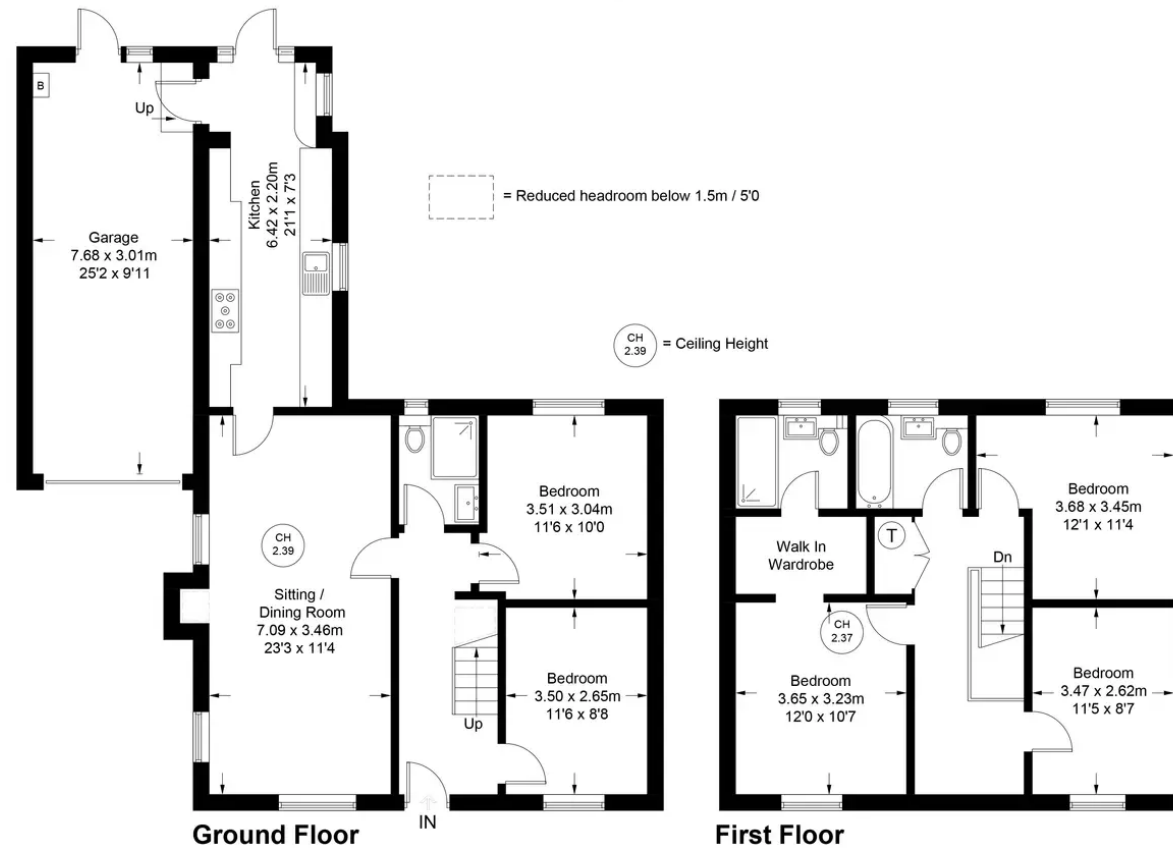 B
Up
Garage
7.68 x 3.01m
25'2 x 9'11
Kitchen
6.42 x 2.20m
21'1 x 7'3
= Reduced headroom below 1.5m / 5'0
CH
2.39
= Ceiling Height
CH
2.39
Sitting /
Dining Room
7.09 x 3.46m
23'3 x 11'4
Bedroom
3.51 x 3.04m
11'6 x 10'0
Bedroom
3.50 x 2.65m
11'6 x 8'8
Up
IN
Ground Floor
Walk In
Wardrobe
T
Dn
Bedroom
3.68 x 3.45m
12'1 x 11'4
CH
2.37
Bedroom
3.65 x 3.23m
12'0 x 10'7
Bedroom
3.47 x 2.62m
11'5 x 8'7
First Floor